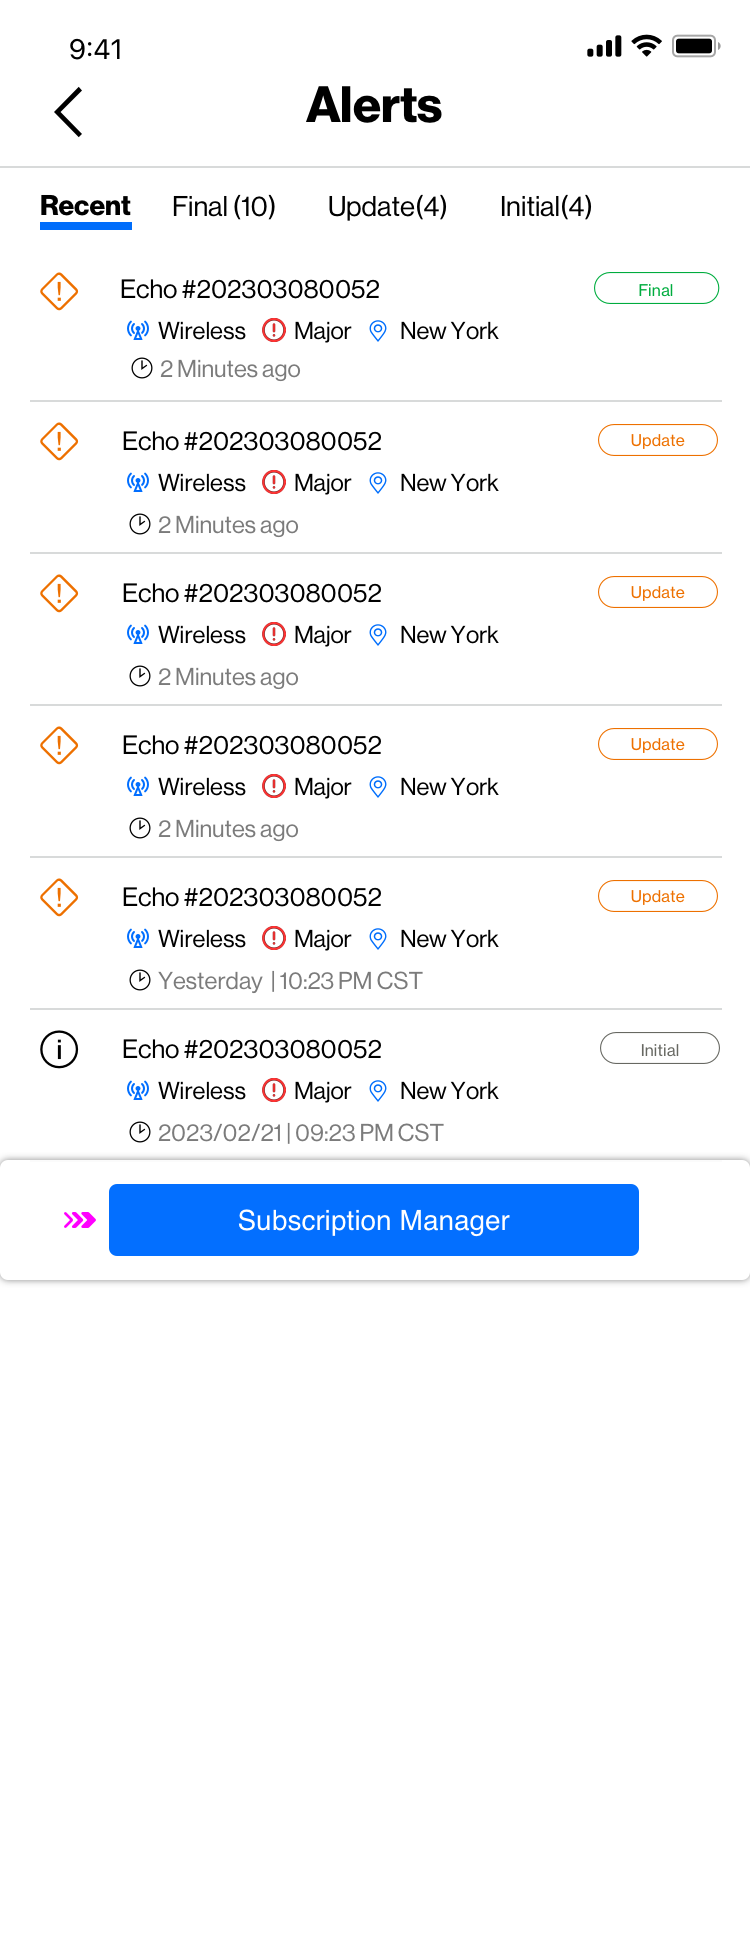 9:41
Alerts
Recent Final (10) Update(4) Initial(4)
Echo #202303080052 Final
Wireless Major New York
2 Minutes ago
Echo #202303080052 Update
Wireless Major New York
2 Minutes ago
Echo #202303080052 Update
Wireless Major New York
2 Minutes ago
Echo #202303080052 Update
Wireless Major New York
2 Minutes ago
Echo #202303080052 Update
Wireless Major New York
Yesterday | 10:23 PM CST
Echo #202303080052 Initial
Wireless Major New York
2023/02/21 | 09:23 PM CST
Subscription Manager